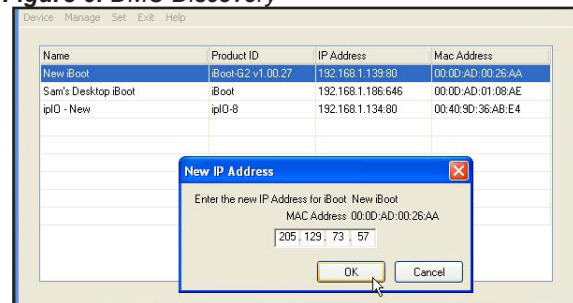 Figure 3. DMU Discovery
Device Manage Set Exit Help
Name Product ID IP Address Mac Address
New iBoot iBoot-G2 v1.00.27 192.168.1.139:80 00:0D:AD:00:26:AA
Sam's Desktop iBoot iBoot 192.168.1.186:646 00:0D:AD:01:08:AE
ipIO - New ipIO-8 192.168.1.134:80 00:40:9D:36:AB:E4
New IP Address
Enter the new IP Address for iBoot New iBoot
MAC Address 00:0D:AD:00:26:AA
205 . 129 . 73 . 57
OK Cancel